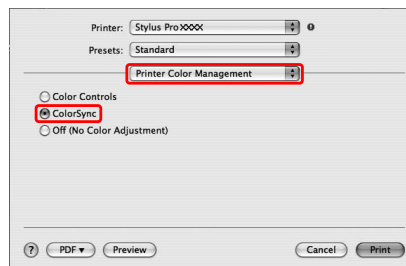 Printer: Stylus Pro XXXX
Presets: Standard
Printer Color Management
Color Controls
ColorSync
Off (No Color Adjustment)
? PDF ▾ Preview Cancel Print